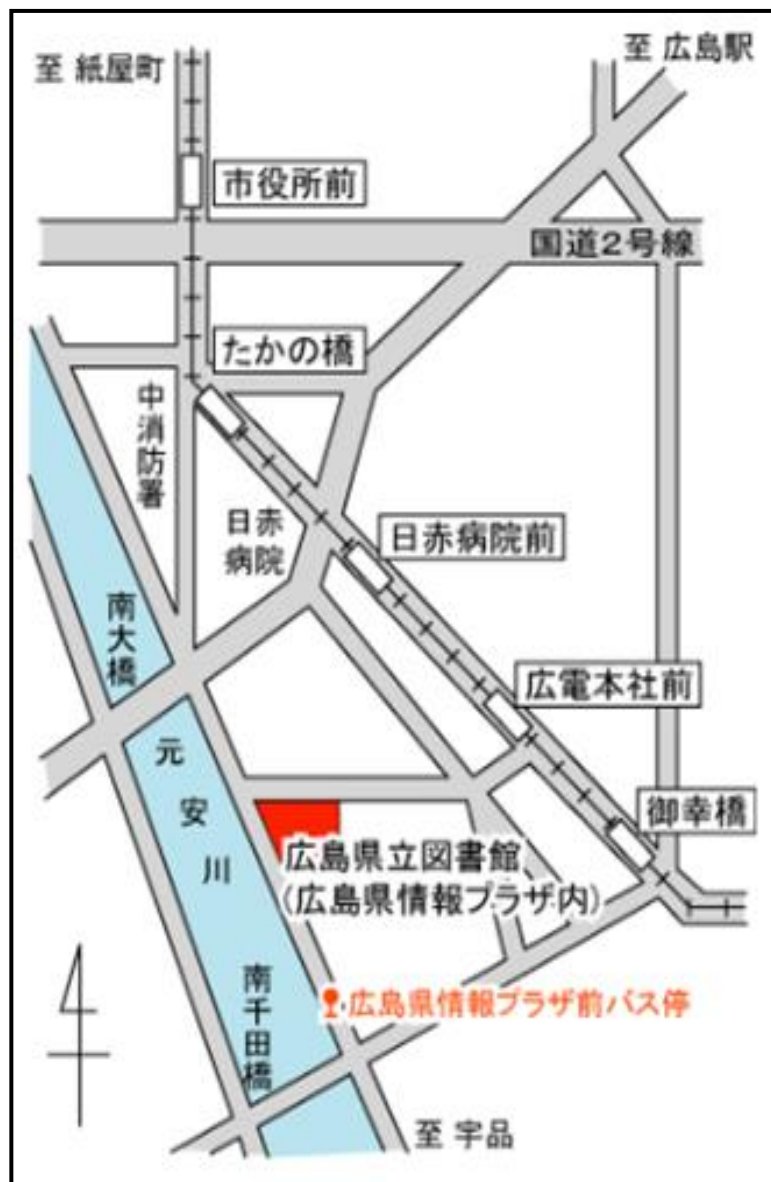 至 広島駅
至 紙屋町
市役所前
国道2号線
たかの橋
中消防署
日赤
病院
日赤病院前
南大橋
広電本社前
元安川
御幸橋
広島県立図書館
(広島県情報プラザ内)
南千田橋
広島県情報プラザ前バス停
至 宇品